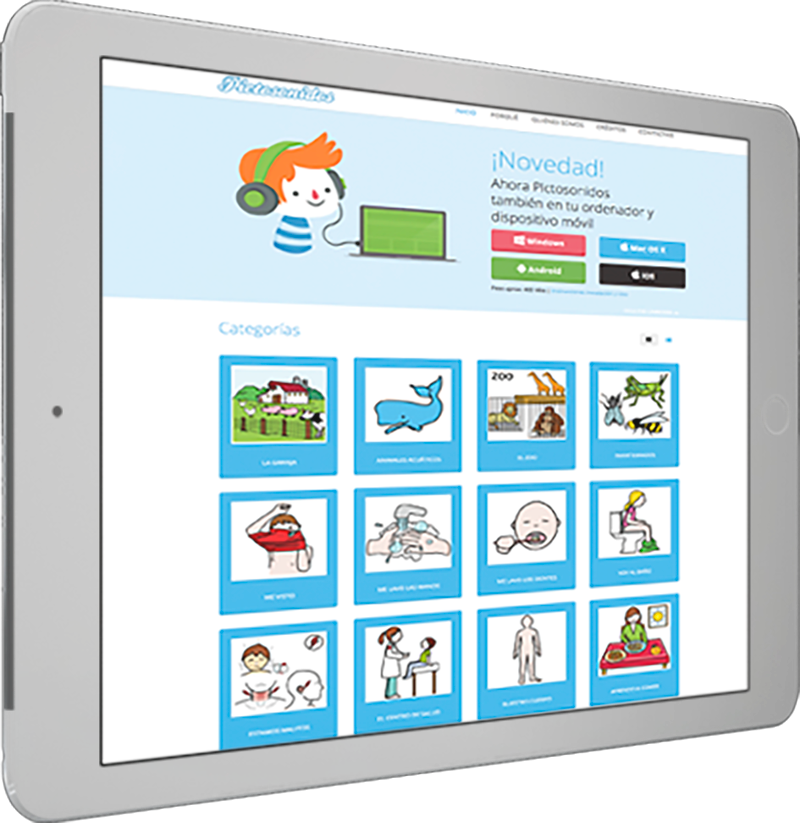 Pictosonidos
INICIO PORQUÉ QUIÉNES SOMOS CRÉDITOS CONTACTAR
¡Novedad!
Ahora Pictosonidos
también en tu ordenador y
dispositivo móvil
Windows Mac OS X
Android iOS
Categorías
ZOO
LA GRANJA ANIMALES ACUÁTICOS EL ZOO INVERTEBRADOS
ME VISTO ME LAVO LAS MANOS ME LAVO LOS DIENTES VOY AL BAÑO
ESTAMOS MALITOS EL CENTRO DE SALUD NUESTRO CUERPO APRENDO A COMER